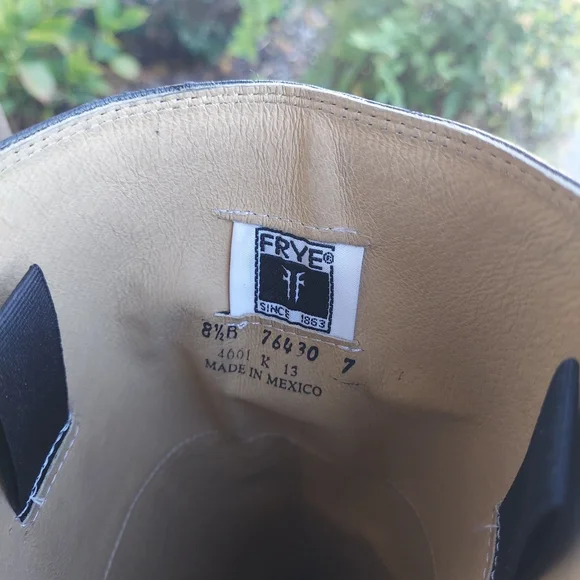 FRYE®
SINCE 1863
8½B 76430 7
4601 K 13
MADE IN MEXICO